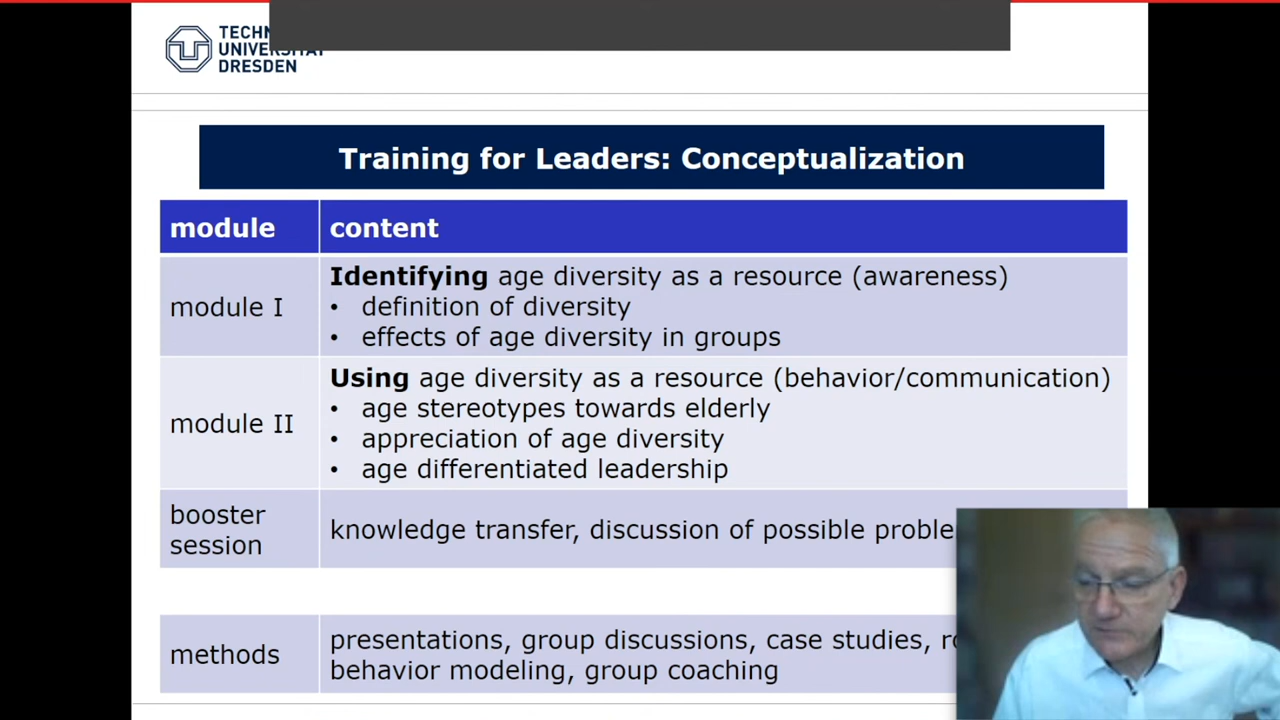 DRESDEN
Training for Leaders: Conceptualization
module content
module I
Identifying age diversity as a resource (awareness)
• definition of diversity
• effects of age diversity in groups
module II
Using age diversity as a resource (behavior/communication)
• age stereotypes towards elderly
• appreciation of age diversity
• age differentiated leadership
booster
session
knowledge transfer, discussion of possible
methods
presentations, group discussions, case studies,
behavior modeling, group coaching